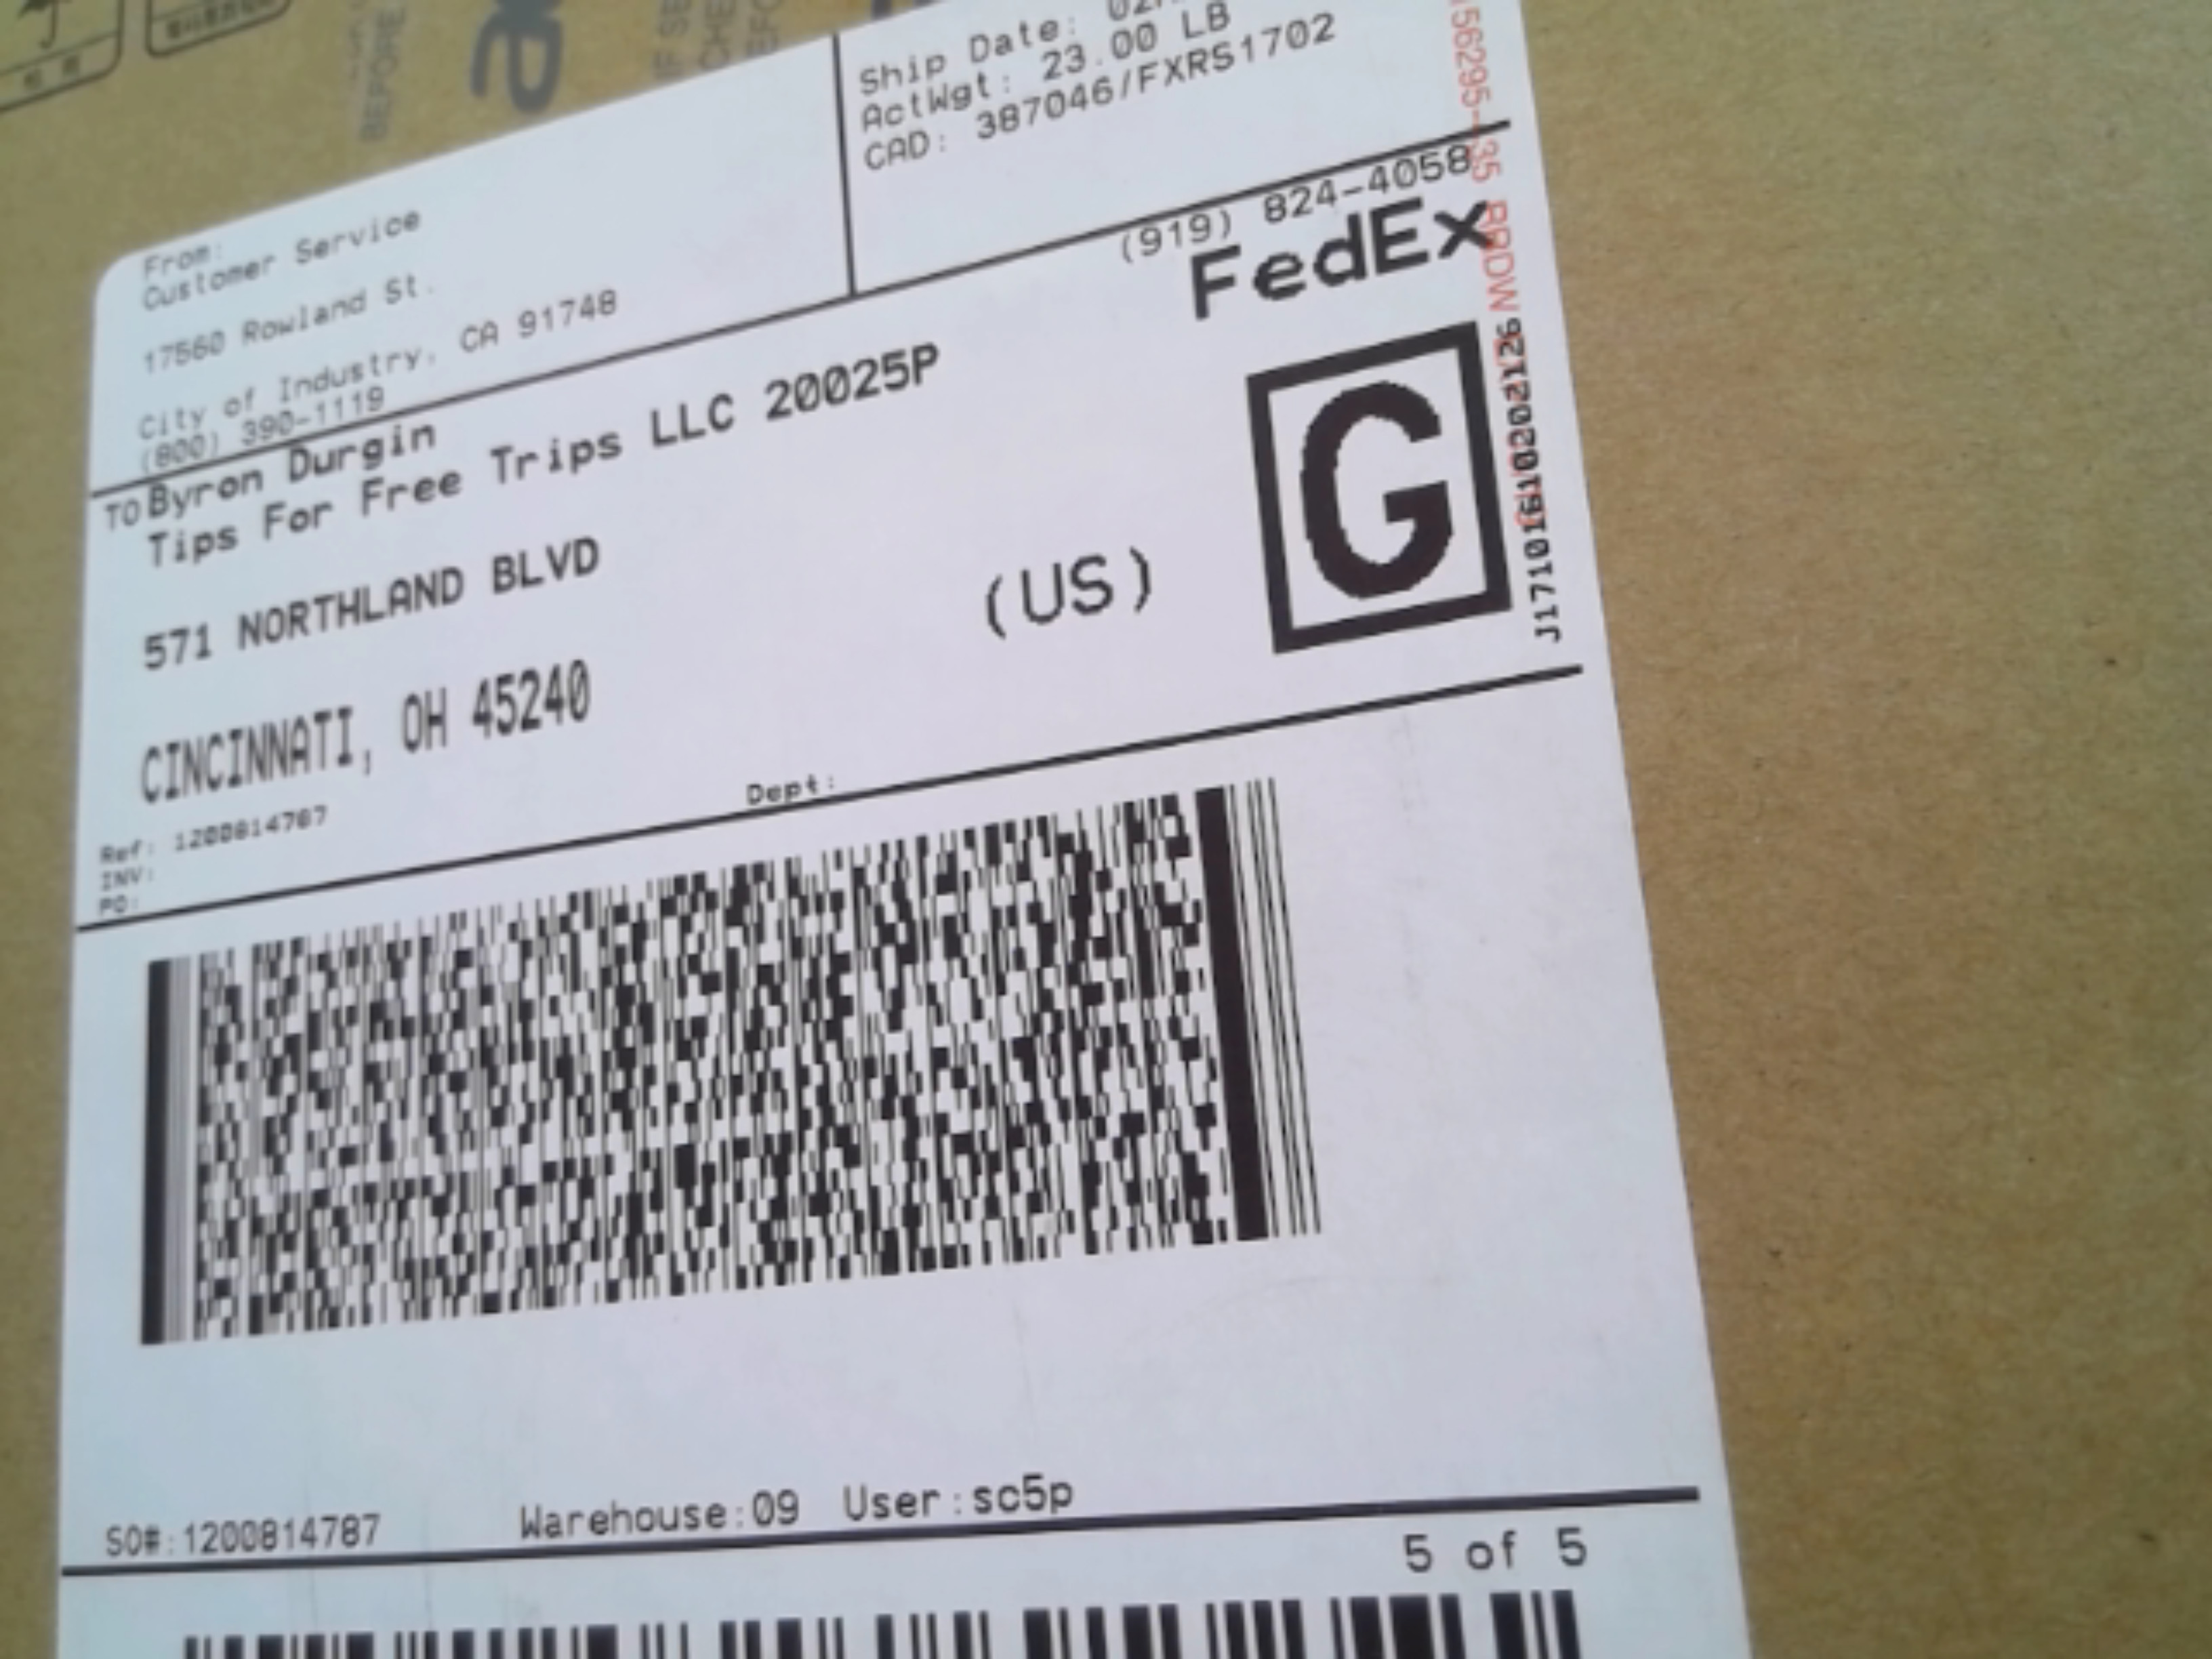 BEFORE
Ship Date:
ActWgt: 23.00 LB
CAD: 387046/FXRS1702
From:
Customer Service
17560 Rowland St.
City of Industry, CA 91748
(800) 390-1119
(919) 824-4058
FedEx
G
TO Byron Durgin
Tips For Free Trips LLC 20025P
571 NORTHLAND BLVD
(US)
CINCINNATI, OH 45240
J17101610202126
Ref: 1200814787
INV:
PO:
Dept:
SO#:1200814787 Warehouse:09 User:sc5p
5 of 5